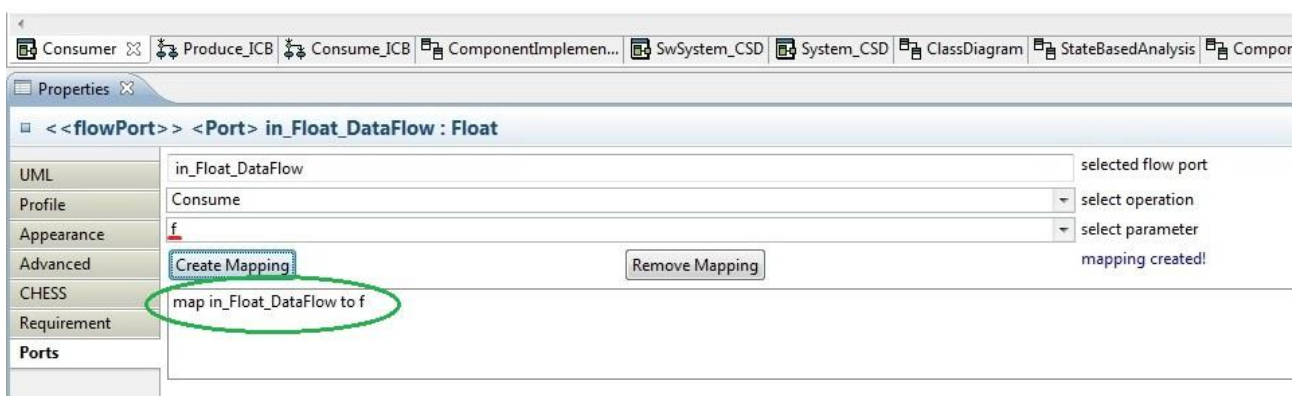 Consumer Produce_ICB Consume_ICB ComponentImplemen... SwSystem_CSD System_CSD ClassDiagram StateBasedAnalysis Compor
Properties
<<flowPort>> <Port> in_Float_DataFlow : Float
UML in_Float_DataFlow selected flow port
Profile Consume select operation
Appearance f select parameter
Advanced Create Mapping Remove Mapping mapping created!
CHESS map in_Float_DataFlow to f
Requirement
Ports